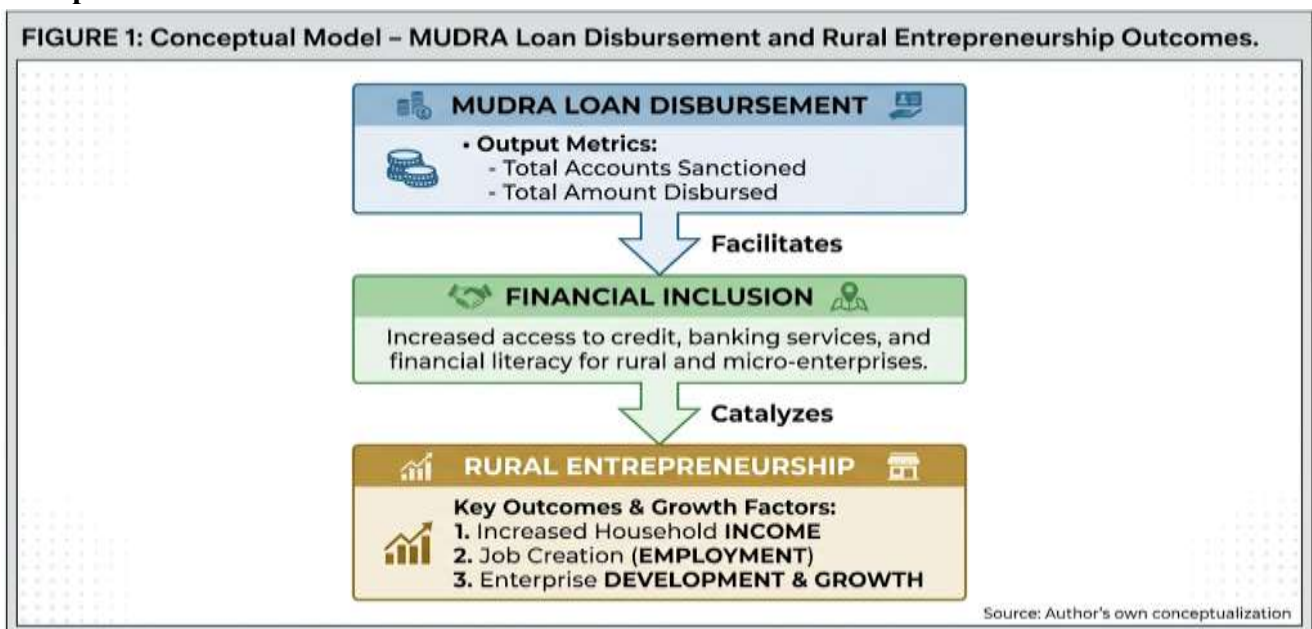 FIGURE 1: Conceptual Model – MUDRA Loan Disbursement and Rural Entrepreneurship Outcomes.
MUDRA LOAN DISBURSEMENT
• Output Metrics:
- Total Accounts Sanctioned
- Total Amount Disbursed
Facilitates
FINANCIAL INCLUSION
Increased access to credit, banking services, and
financial literacy for rural and micro-enterprises.
Catalyzes
RURAL ENTREPRENEURSHIP
Key Outcomes & Growth Factors:
1. Increased Household INCOME
2. Job Creation (EMPLOYMENT)
3. Enterprise DEVELOPMENT & GROWTH
Source: Author's own conceptualization